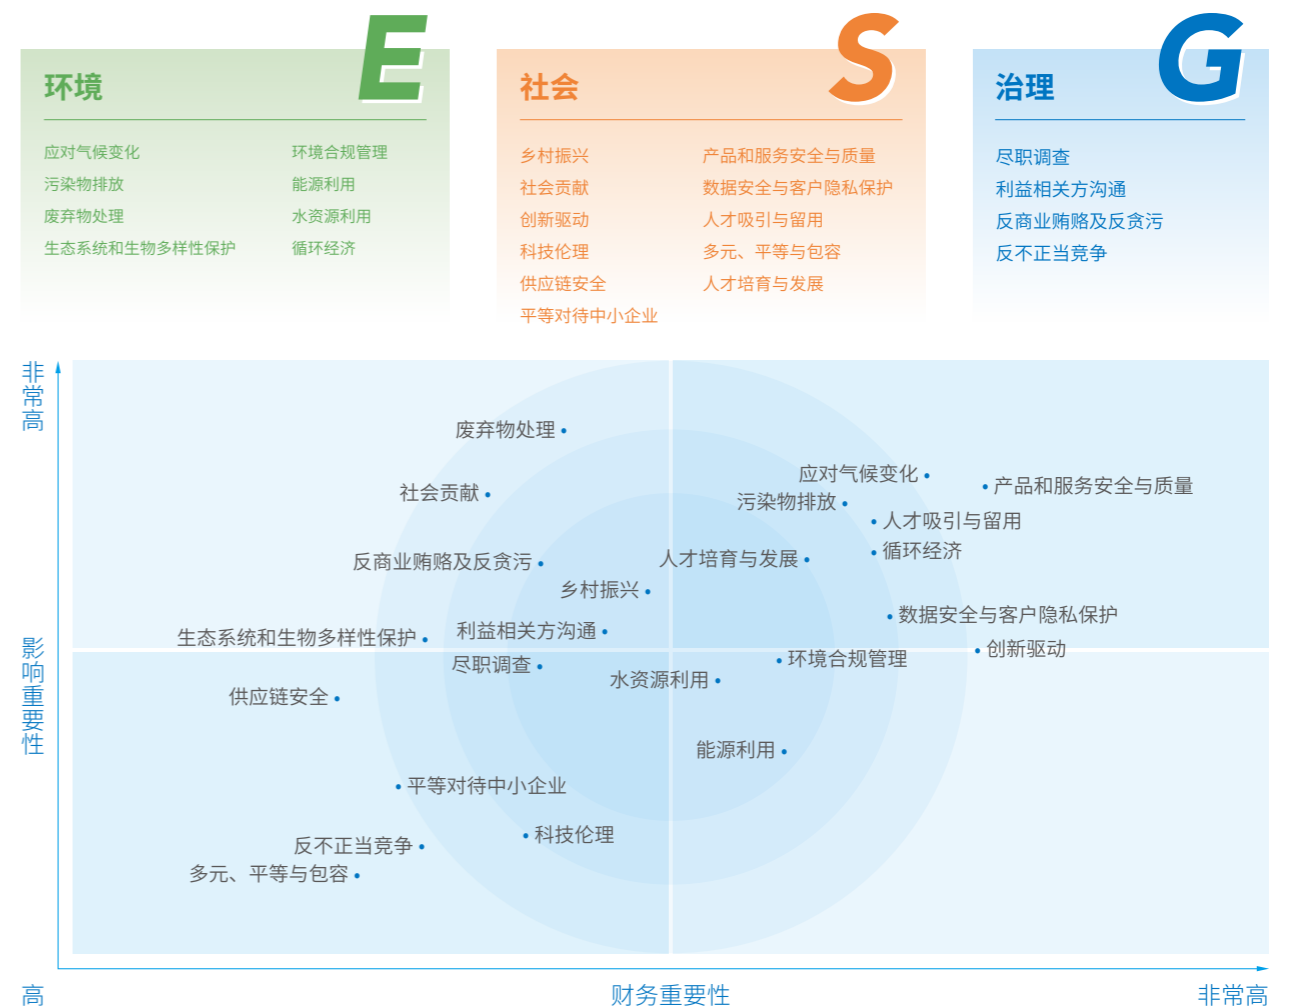 E
环境
应对气候变化
污染物排放
废弃物处理
生态系统和生物多样性保护
环境合规管理
能源利用
水资源利用
循环经济
S
社会
乡村振兴
社会贡献
创新驱动
科技伦理
供应链安全
平等对待中小企业
产品和服务安全与质量
数据安全与客户隐私保护
人才吸引与留用
多元、平等与包容
人才培育与发展
G
治理
尽职调查
利益相关方沟通
反商业贿赂及反贪污
反不正当竞争
非常高
影响重要性
废弃物处理
应对气候变化
产品和服务安全与质量
社会贡献
污染物排放
人才吸引与留用
循环经济
反商业贿赂及反贪污
人才培育与发展
乡村振兴
数据安全与客户隐私保护
生态系统和生物多样性保护
利益相关方沟通
创新驱动
尽职调查
环境合规管理
水资源利用
供应链安全
能源利用
平等对待中小企业
科技伦理
反不正当竞争
多元、平等与包容
高
财务重要性
非常高